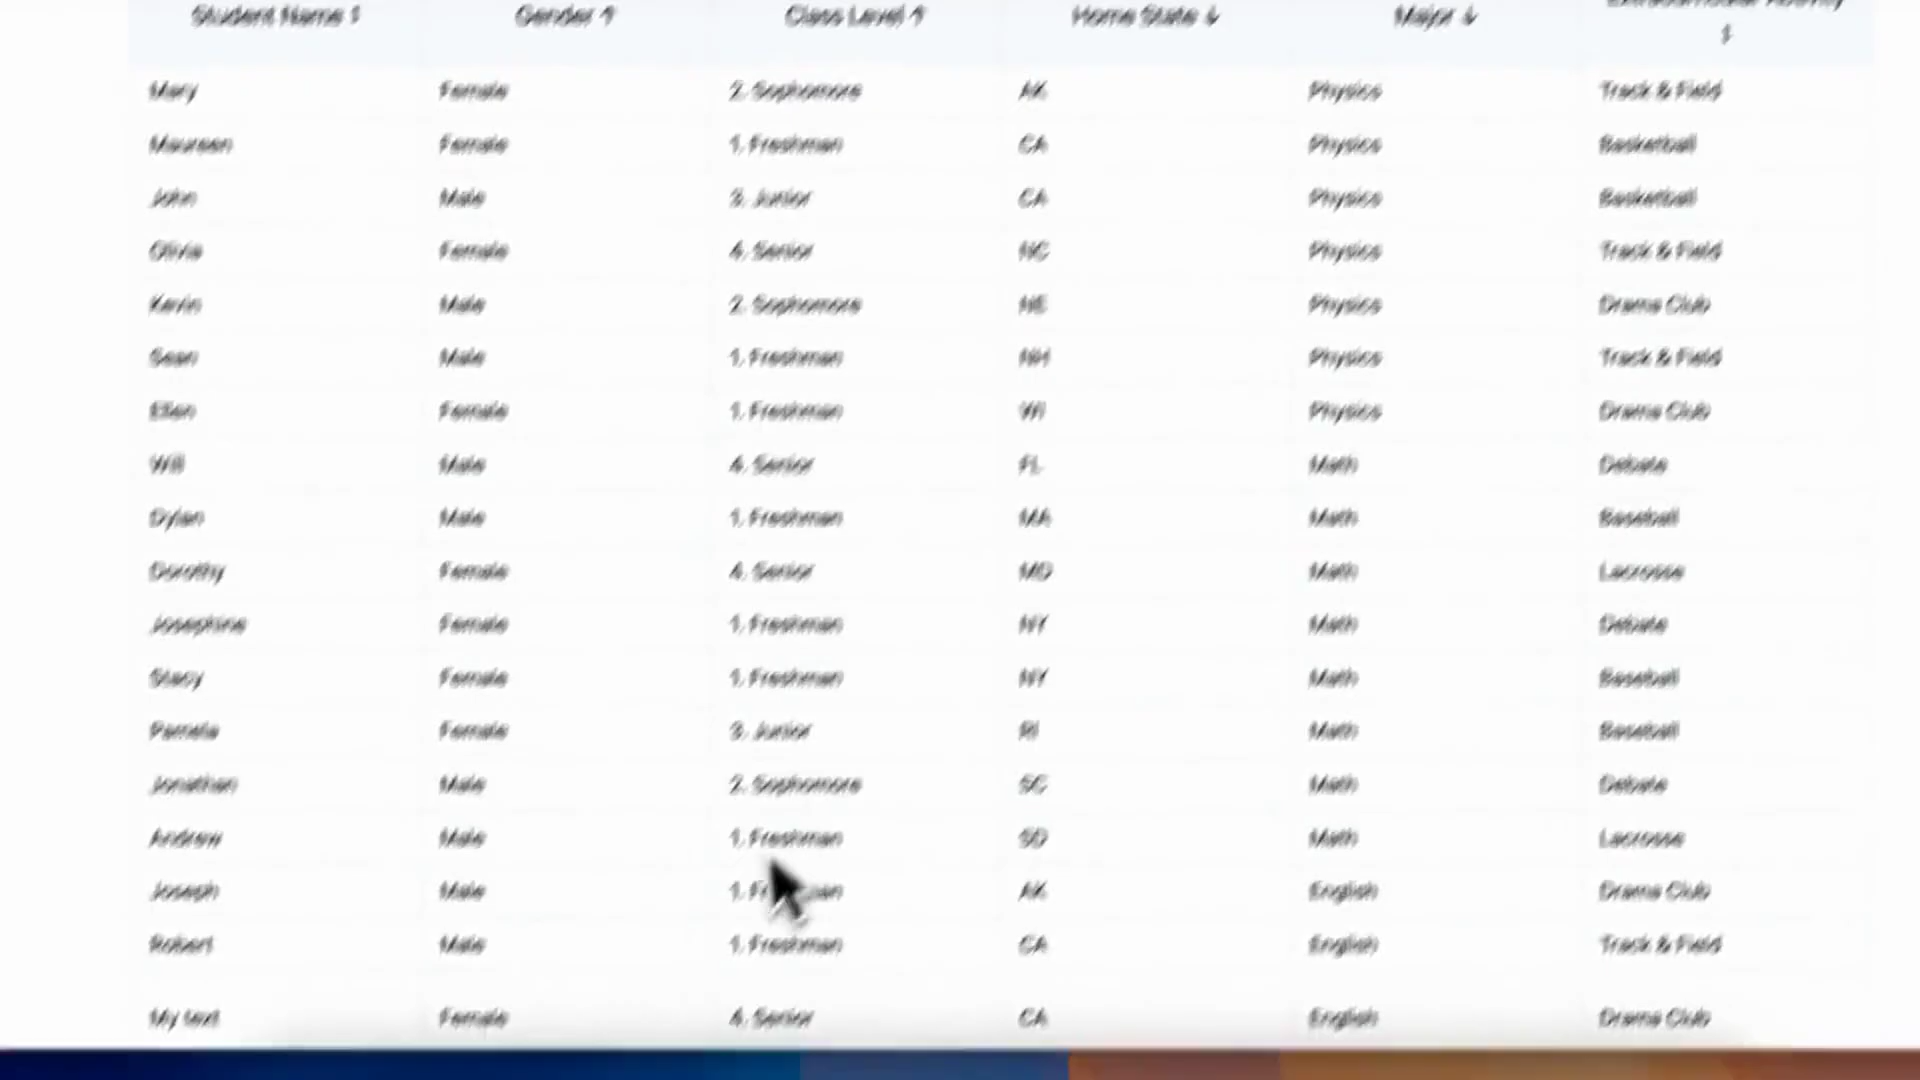 Student Name Gender Class Level Home State Major Extracurricular Activity
Mary Female 2. Sophomore AK Physics Track & Field
Maureen Female 1. Freshman CA Physics Basketball
John Male 3. Junior CA Physics Basketball
Olivia Female 4. Senior NC Physics Track & Field
Kevin Male 2. Sophomore NE Physics Drama Club
Sean Male 1. Freshman NH Physics Track & Field
Ellen Female 1. Freshman WI Physics Drama Club
Will Male 4. Senior FL Math Debate
Dylan Male 1. Freshman MA Math Baseball
Dorothy Female 4. Senior MD Math Lacrosse
Josephine Female 1. Freshman NY Math Debate
Stacy Female 1. Freshman NY Math Baseball
Pamela Female 3. Junior RI Math Baseball
Jonathan Male 2. Sophomore SC Math Debate
Andrew Male 1. Freshman SD Math Lacrosse
Joseph Male 1. AK English Drama Club
Robert Male 1. Freshman CA English Track & Field
My text Female 4. Senior CA English Drama Club